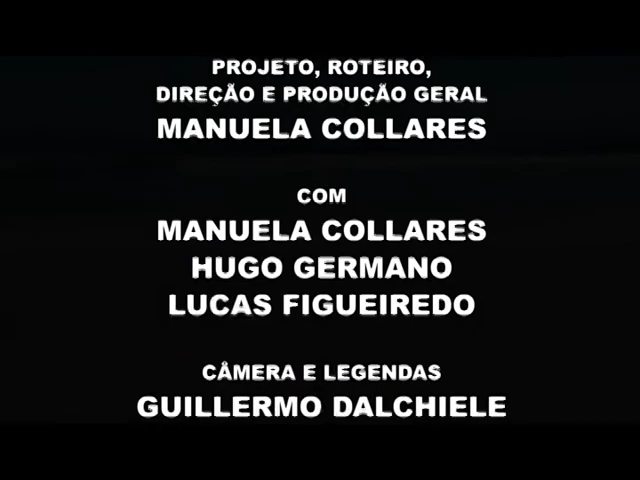 PROJETO, ROTEIRO,
DIREÇÃO E PRODUÇÃO GERAL
MANUELA COLLARES
COM
MANUELA COLLARES
HUGO GERMANO
LUCAS FIGUEIREDO
CÂMERA E LEGENDAS
GUILLERMO DALCHIELE